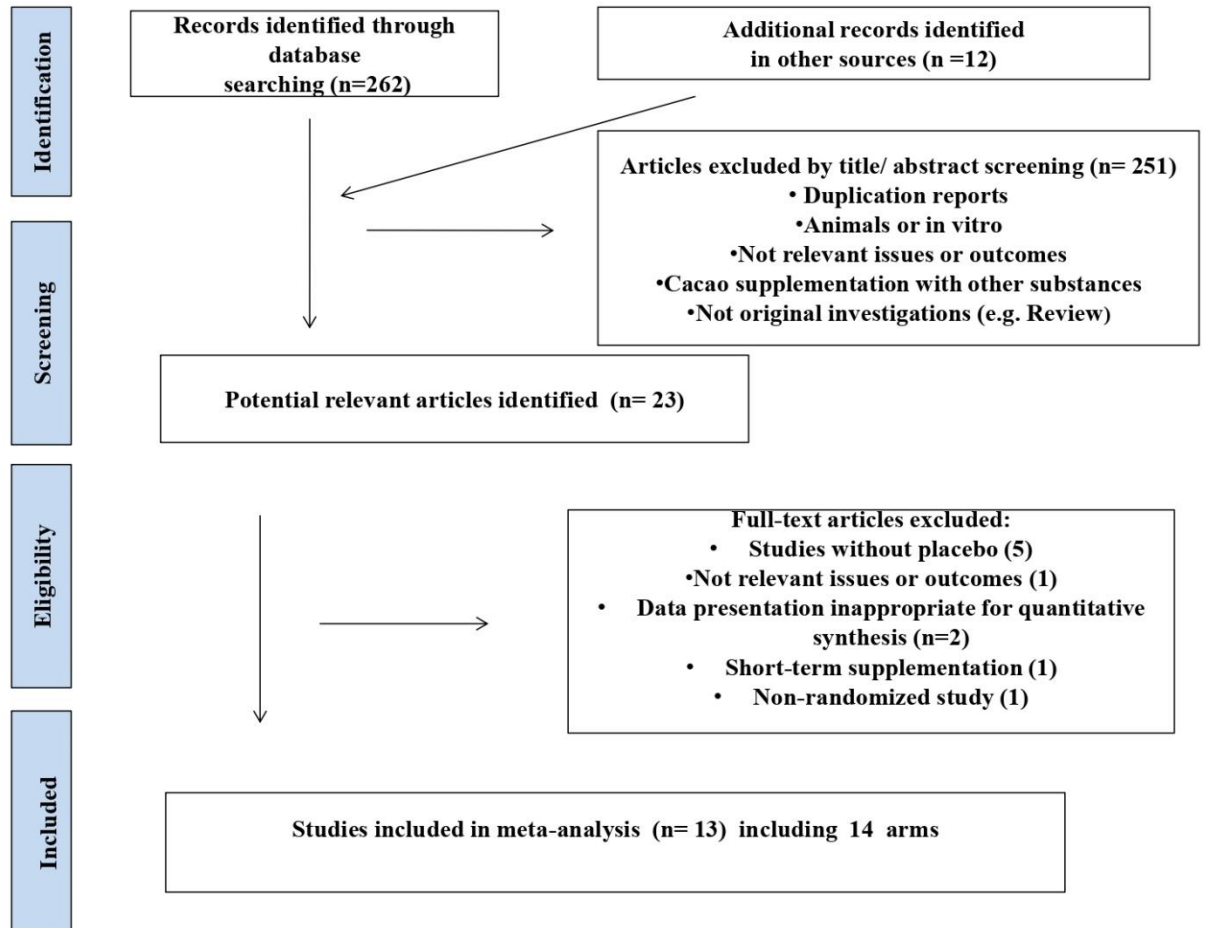 Identification
Records identified through
database
searching (n=262)
Additional records identified
in other sources (n =12)
Articles excluded by title/ abstract screening (n= 251)
• Duplication reports
•Animals or in vitro
•Not relevant issues or outcomes
•Cacao supplementation with other substances
•Not original investigations (e.g. Review)
Screening
Potential relevant articles identified (n= 23)
Eligibility
Full-text articles excluded:
• Studies without placebo (5)
•Not relevant issues or outcomes (1)
• Data presentation inappropriate for quantitative
synthesis (n=2)
• Short-term supplementation (1)
• Non-randomized study (1)
Included
Studies included in meta-analysis (n= 13) including 14 arms